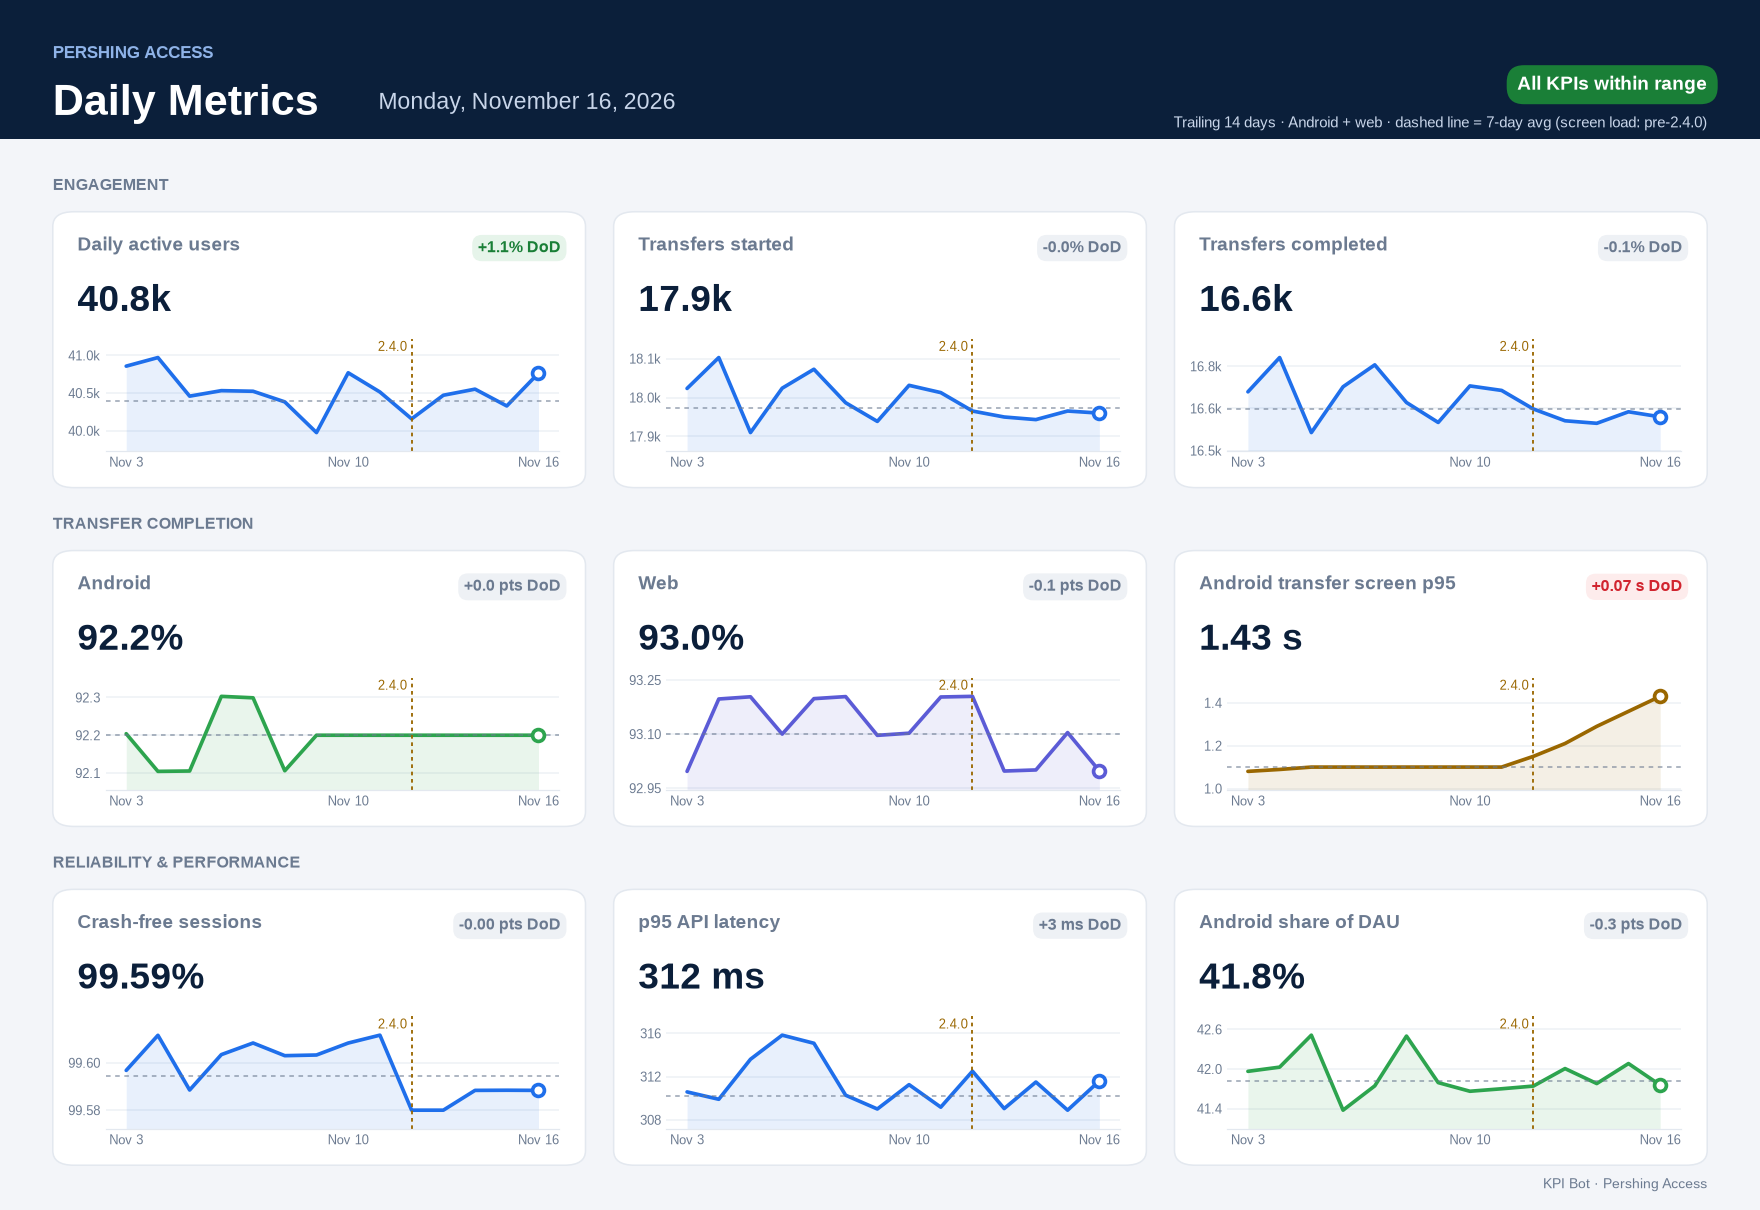 PERSHING ACCESS
Daily Metrics
Monday, November 16, 2026
All KPIs within range
Trailing 14 days · Android + web · dashed line = 7-day avg (screen load: pre-2.4.0)
ENGAGEMENT
Daily active users
+1.1% DoD
40.8k
2.4.0
41.0k
40.5k
40.0k
Nov 3
Nov 10
Nov 16
Transfers started
-0.0% DoD
17.9k
2.4.0
18.1k
18.0k
17.9k
Nov 3
Nov 10
Nov 16
Transfers completed
-0.1% DoD
16.6k
2.4.0
16.8k
16.6k
16.5k
Nov 3
Nov 10
Nov 16
TRANSFER COMPLETION
Android
+0.0 pts DoD
92.2%
2.4.0
92.3
92.2
92.1
Nov 3
Nov 10
Nov 16
Web
-0.1 pts DoD
93.0%
2.4.0
93.25
93.10
92.95
Nov 3
Nov 10
Nov 16
Android transfer screen p95
+0.07 s DoD
1.43 s
2.4.0
1.4
1.2
1.0
Nov 3
Nov 10
Nov 16
RELIABILITY & PERFORMANCE
Crash-free sessions
-0.00 pts DoD
99.59%
2.4.0
99.60
99.58
Nov 3
Nov 10
Nov 16
p95 API latency
+3 ms DoD
312 ms
2.4.0
316
312
308
Nov 3
Nov 10
Nov 16
Android share of DAU
-0.3 pts DoD
41.8%
2.4.0
42.6
42.0
41.4
Nov 3
Nov 10
Nov 16
KPI Bot · Pershing Access